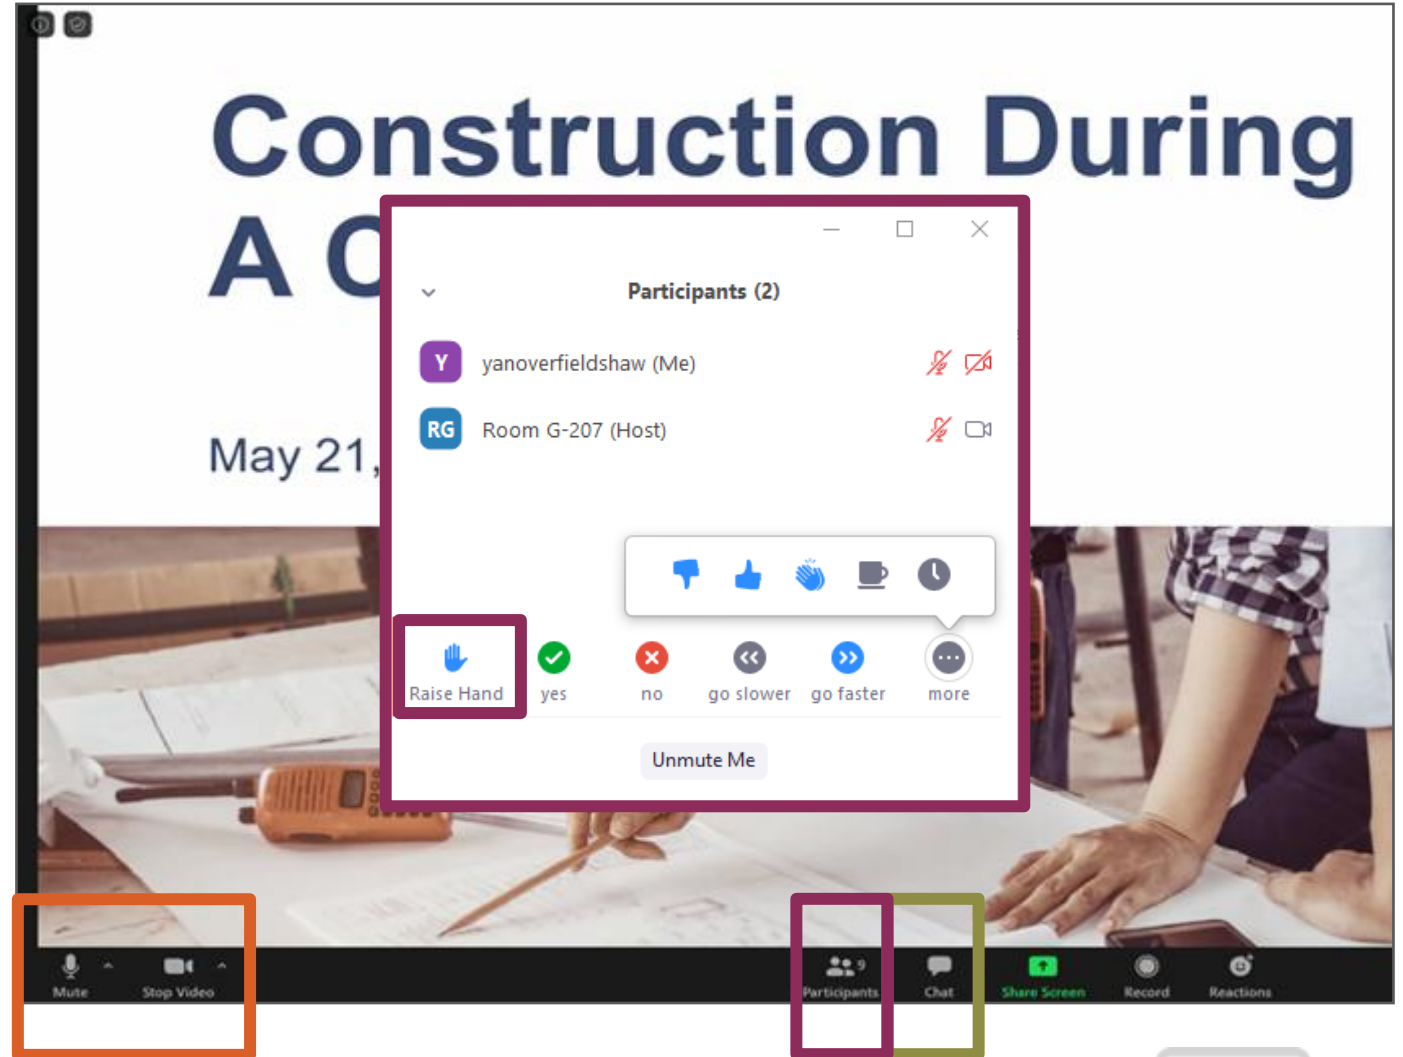 Construction During
A C
May 21,
Participants (2)
Y yanoverfieldshaw (Me)
RG Room G-207 (Host)
Raise Hand yes no go slower go faster more
Unmute Me
Mute Stop Video Participants 9 Chat Share Screen Record Reactions